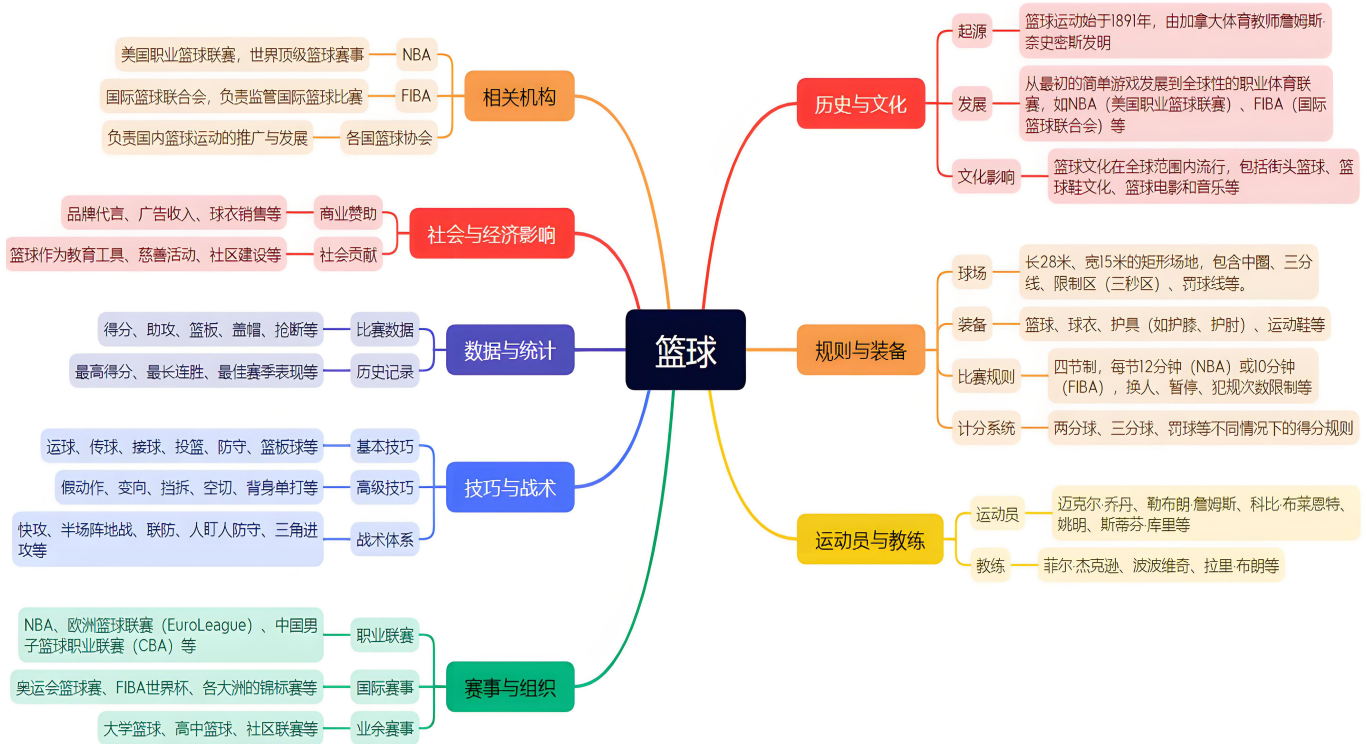 篮球
历史与文化
起源
篮球运动始于1891年，由加拿大体育教师詹姆斯·
奈史密斯发明
发展
从最初的简单游戏发展到全球性的职业体育联
赛，如NBA（美国职业篮球联赛）、FIBA（国际
篮球联合会）等
文化影响
篮球文化在全球范围内流行，包括街头篮球、篮
球鞋文化、篮球电影和音乐等
规则与装备
球场
长28米、宽15米的矩形场地，包含中圈、三分
线、限制区（三秒区）、罚球线等。
装备
篮球、球衣、护具（如护膝、护肘）、运动鞋等
比赛规则
四节制，每节12分钟（NBA）或10分钟
（FIBA），换人、暂停、犯规次数限制等
计分系统
两分球、三分球、罚球等不同情况下的得分规则
运动员与教练
运动员
迈克尔·乔丹、勒布朗·詹姆斯、科比·布莱恩特、
姚明、斯蒂芬·库里等
教练
菲尔·杰克逊、波波维奇、拉里·布朗等
相关机构
NBA
美国职业篮球联赛，世界顶级篮球赛事
FIBA
国际篮球联合会，负责监管国际篮球比赛
各国篮球协会
负责国内篮球运动的推广与发展
社会与经济影响
商业赞助
品牌代言、广告收入、球衣销售等
社会贡献
篮球作为教育工具、慈善活动、社区建设等
数据与统计
比赛数据
得分、助攻、篮板、盖帽、抢断等
历史记录
最高得分、最长连胜、最佳赛季表现等
技巧与战术
基本技巧
运球、传球、接球、投篮、防守、篮板球等
高级技巧
假动作、变向、挡拆、空切、背身单打等
战术体系
快攻、半场阵地战、联防、人盯人防守、三角进
攻等
赛事与组织
职业联赛
NBA、欧洲篮球联赛（EuroLeague）、中国男
子篮球职业联赛（CBA）等
国际赛事
奥运会篮球赛、FIBA世界杯、各大洲的锦标赛等
业余赛事
大学篮球、高中篮球、社区联赛等